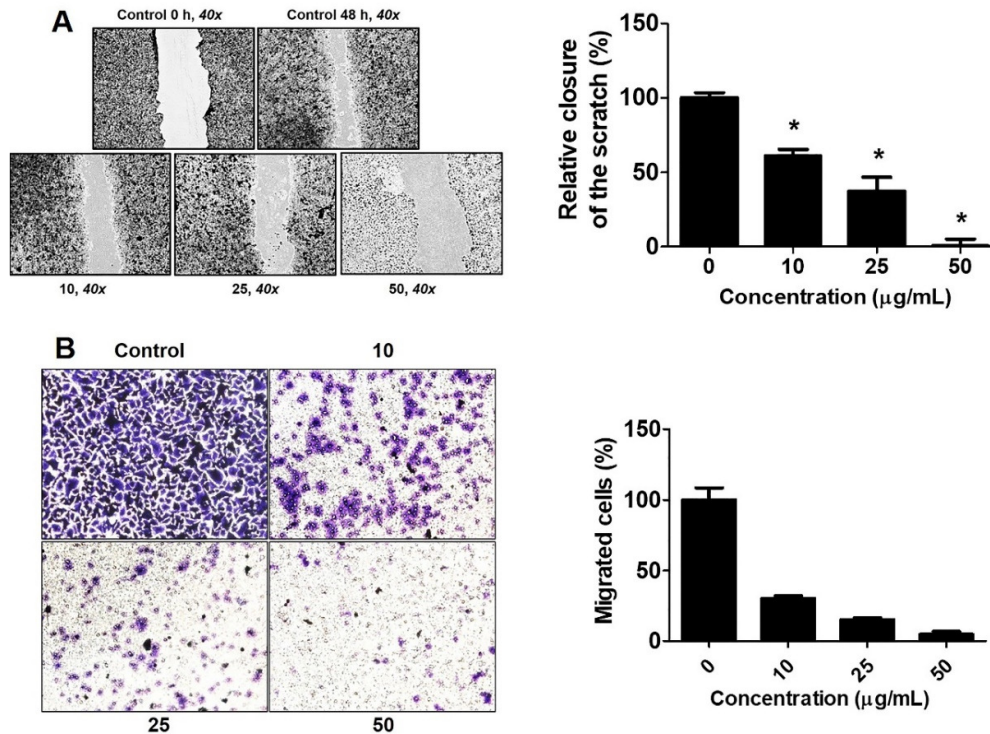 A
Control 0 h, 40x
Control 48 h, 40x
10, 40x
25, 40x
50, 40x
Relative closure
of the scratch (%)
150
100
50
0
*
*
*
0 10 25 50
Concentration (μg/mL)
B
Control
10
25
50
Migrated cells (%)
150
100
50
0
0 10 25 50
Concentration (μg/mL)